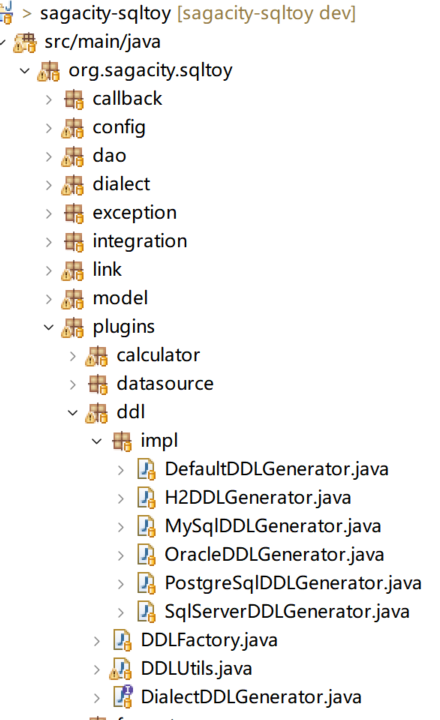 > sagacity-sqltoy [sagacity-sqltoy dev]
src/main/java
org.sagacity.sqltoy
callback
config
dao
dialect
exception
integration
link
model
plugins
calculator
datasource
ddl
impl
DefaultDDLGenerator.java
H2DDLGenerator.java
MySqlDDLGenerator.java
OracleDDLGenerator.java
PostgreSqlDDLGenerator.java
SqlServerDDLGenerator.java
DDLFactory.java
DDLUtils.java
DialectDDLGenerator.java